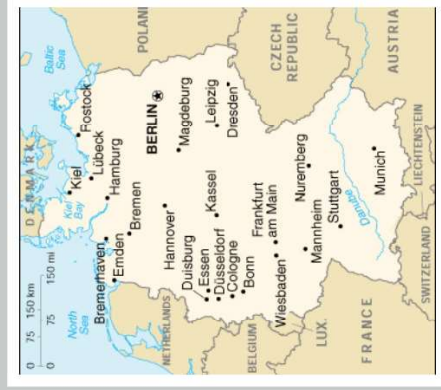 0 75 150 km
0 75 150 mi
North
Sea
DENMARK
Baltic
Sea
Kiel
Bay
Kiel
Rostock
Lübeck
Hamburg
Bremerhaven
Emden
Bremen
POLAND
BERLIN
Hannover
Magdeburg
NETHERLANDS
Duisburg
Essen
Düsseldorf
Cologne
Bonn
Kassel
Leipzig
Dresden
BELGIUM
Frankfurt
am Main
Wiesbaden
CZECH
REPUBLIC
LUX.
Mannheim
Nuremberg
Stuttgart
FRANCE
Danube
Munich
AUSTRIA
SWITZERLAND
LIECHTENSTEIN